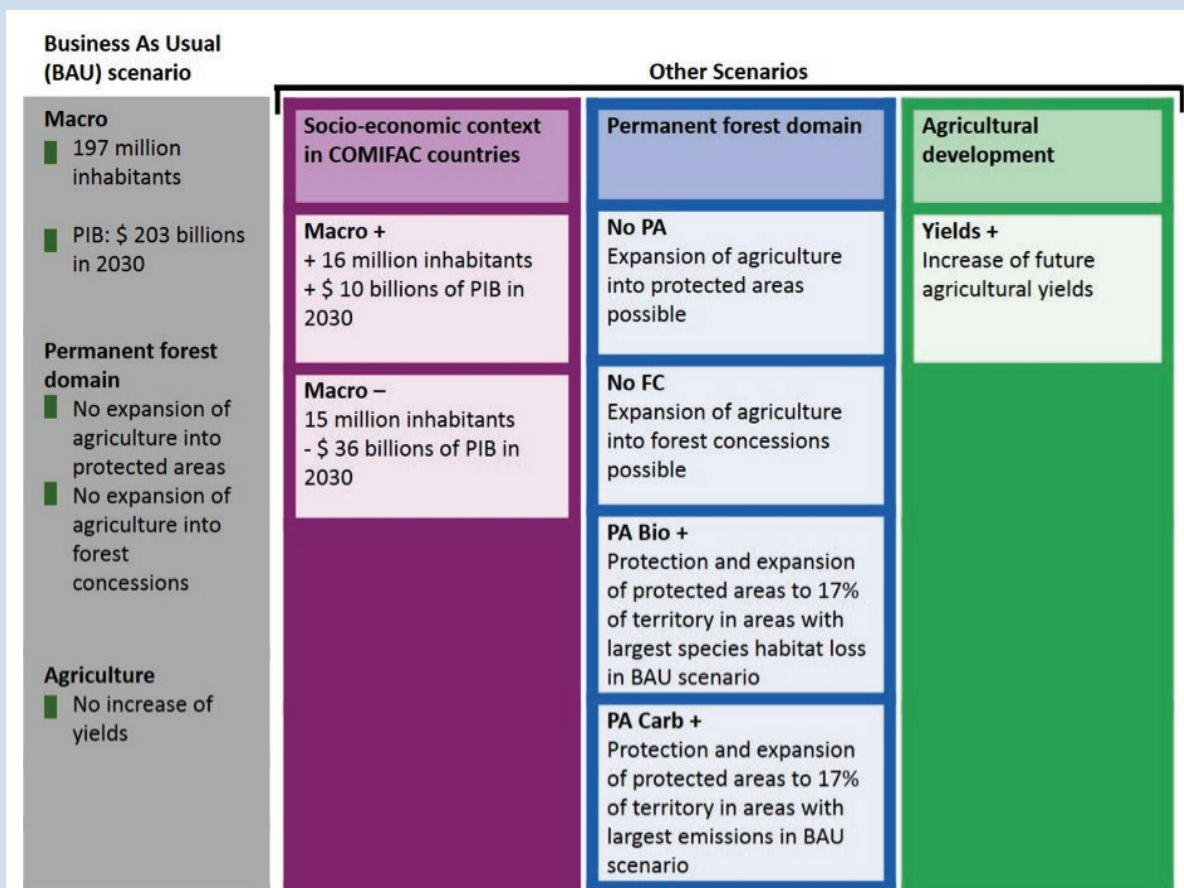 Business As Usual
(BAU) scenario
Other Scenarios
Macro
197 million
inhabitants
PIB: $ 203 billions
in 2030
Permanent forest
domain
No expansion of
agriculture into
protected areas
No expansion of
agriculture into
forest
concessions
Agriculture
No increase of
yields
Socio-economic context
in COMIFAC countries
Macro +
+ 16 million inhabitants
+ $ 10 billions of PIB in
2030
Macro –
15 million inhabitants
- $ 36 billions of PIB in
2030
Permanent forest domain
No PA
Expansion of agriculture
into protected areas
possible
No FC
Expansion of agriculture
into forest concessions
possible
PA Bio +
Protection and expansion
of protected areas to 17%
of territory in areas with
largest species habitat loss
in BAU scenario
PA Carb +
Protection and expansion
of protected areas to 17%
of territory in areas with
largest emissions in BAU
scenario
Agricultural
development
Yields +
Increase of future
agricultural yields